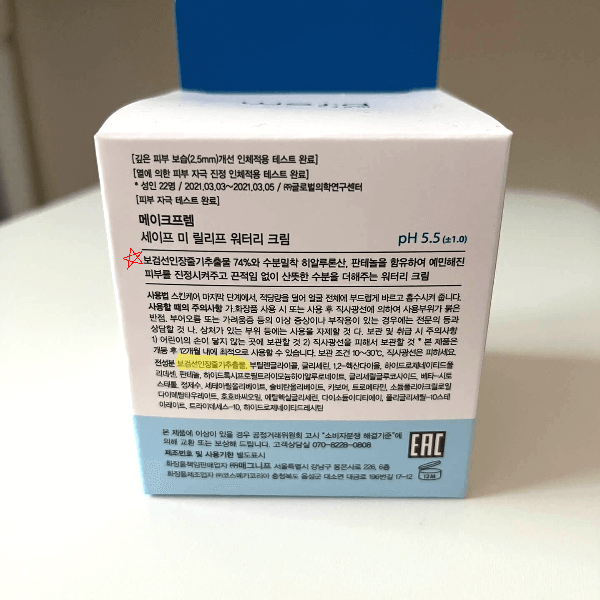 [깊은 피부 보습(2.5mm)개선 인체적용 테스트 완료]
[열에 의한 피부 자극 진정 인체적용 테스트 완료]
* 성인 22명 / 2021.03.03~2021.03.05 / ㈜글로벌의학연구센터
[피부 자극 테스트 완료]
메이크프렘
세이프 미 릴리프 워터리 크림 pH 5.5 (±1.0)
보검선인장줄기추출물 74%와 수분밀착 히알루론산, 판테놀을 함유하여 예민해진
피부를 진정시켜주고 끈적임 없이 산뜻한 수분을 더해주는 워터리 크림
사용법 스킨케어 마지막 단계에서, 적당량을 덜어 얼굴 전체에 부드럽게 바르고 흡수시켜 줍니다.
사용할 때의 주의사항 가.화장품 사용 시 또는 사용 후 직사광선에 의하여 사용부위가 붉은
반점, 부어오름 또는 가려움증 등의 이상 증상이나 부작용이 있는 경우에는 전문의 등과
상담할 것 나. 상처가 있는 부위 등에는 사용을 자제할 것 다. 보관 및 취급 시 주의사항
1) 어린이의 손이 닿지 않는 곳에 보관할 것 2) 직사광선을 피해서 보관할 것 * 본 제품은
개봉 후 12개월 내에 최적으로 사용할 수 있습니다. 보관 조건 10~30℃, 직사광선은 피하세요.
전성분 보검선인장줄기추출물, 부틸렌글라이콜, 글리세린, 1,2-헥산다이올, 하이드로제네이티드폴
리데센, 판테놀, 하이드록시프로필트라이모늄하이알루로네이트, 글리세릴글루코사이드, 베타-시토
스테롤, 정제수, 세테아릴올리베이트, 솔비탄올리베이트, 카보머, 트로메타민, 소듐폴리아크릴로일
다이메틸타우레이트, 호호바씨오일, 에틸헥실글리세린, 다이소듐이디티에이, 폴리글리세릴-10스테
아레이트, 트라이데세스-10, 하이드로제네이티드레시틴
본 제품에 이상이 있을 경우 공정거래위원회 고시 "소비자분쟁 해결기준"에
의해 교환 또는 보상해 드립니다. 고객상담실 070-8228-0808
제조번호 및 사용기한 별도표시
화장품책임판매업자 ㈜매그니프 서울특별시 강남구 봉은사로 226, 6층
화장품제조업자 ㈜코스메카코리아 충청북도 음성군 대소면 대금로 196번길 17-12
EAC
12 M